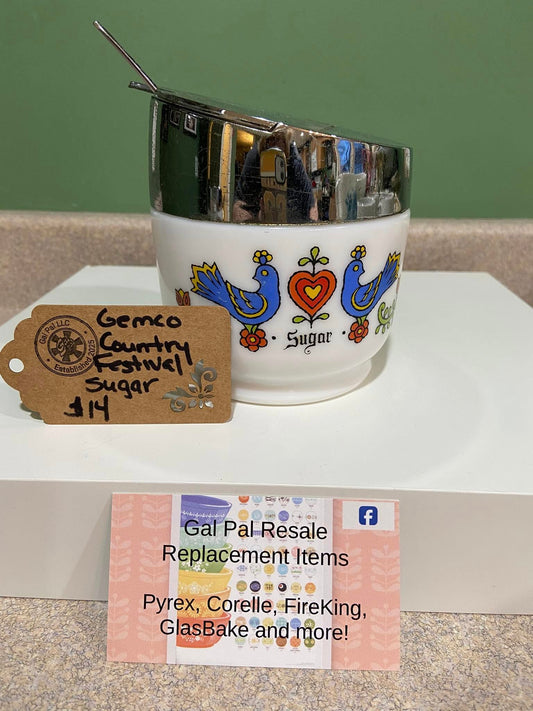 · Sugar ·
Gal Pal LLC
Established 2025
Gemco
Country
Festival
Sugar
$14
Gal Pal Resale
Replacement Items
Pyrex, Corelle, FireKing,
GlasBake and more!